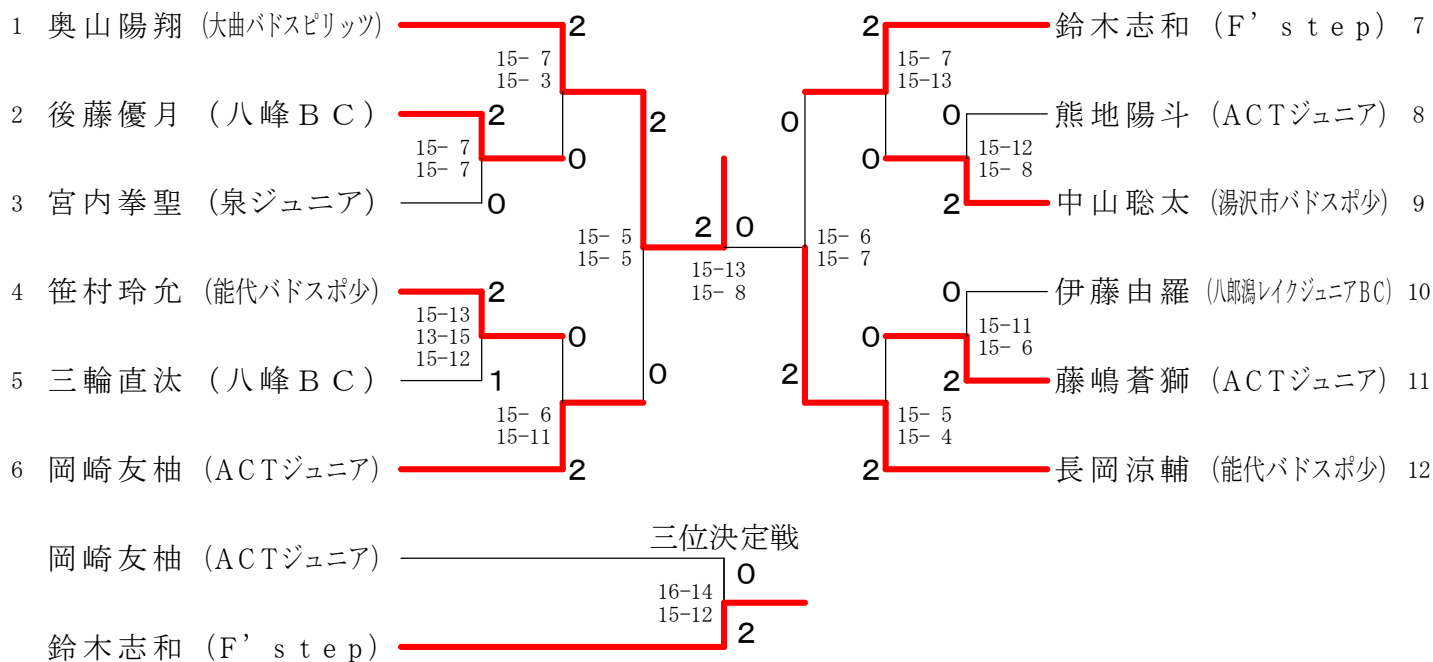 1 奥山陽翔 (大曲バドスピリッツ) 2
15- 7
15- 3
2 後藤優月 (八峰BC) 2
15- 7
15- 7
0
3 宮内拳聖 (泉ジュニア) 0
2
15- 5
15- 5
4 笹村玲允 (能代バドスポ少) 2
15-13
13-15
15-12
0
5 三輪直汰 (八峰BC) 1
0
15- 6
15-11
6 岡崎友柚 (ACTジュニア) 2
2 0
15-13
15- 8
2 鈴木志和 (F’step) 7
15- 7
15-13
0
0 熊地陽斗 (ACTジュニア) 8
15-12
15- 8
0
2 中山聡太 (湯沢市バドスポ少) 9
15- 6
15- 7
0 伊藤由羅 (八郎潟レイクジュニアBC) 10
15-11
15- 6
0
2 藤嶋蒼獅 (ACTジュニア) 11
2
15- 5
15- 4
2 長岡涼輔 (能代バドスポ少) 12
三位決定戦
岡崎友柚 (ACTジュニア) 0
16-14
15-12
鈴木志和 (F’step) 2